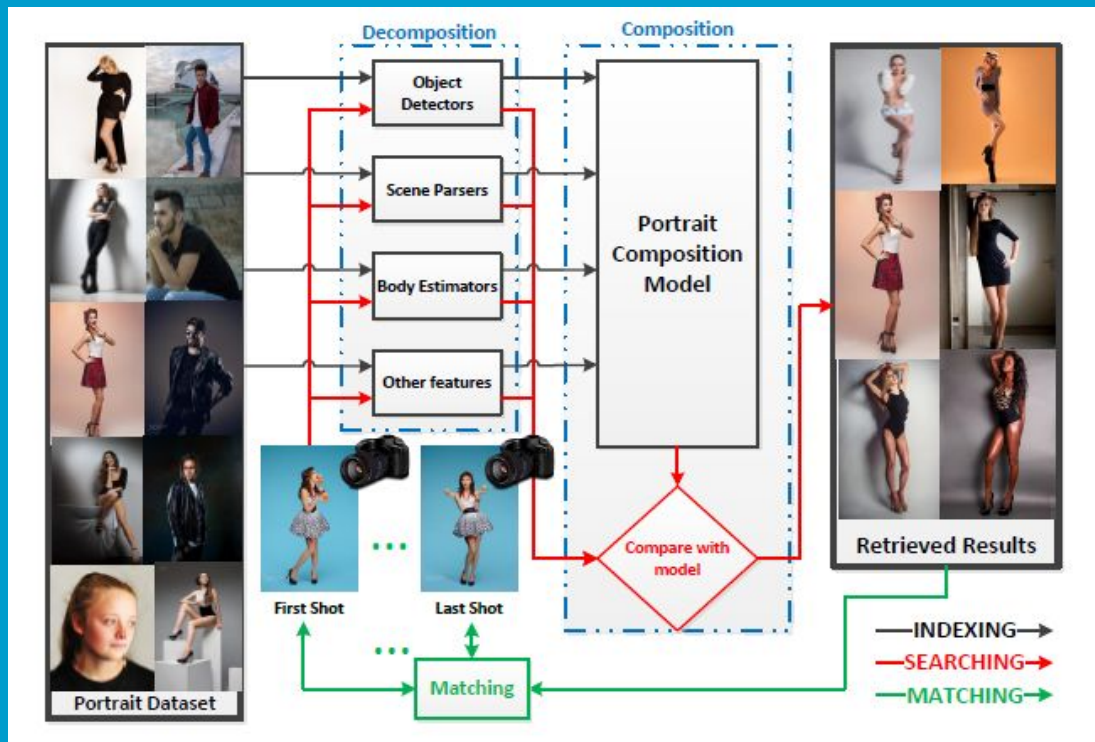 Decomposition
Composition
Object
Detectors
Scene Parsers
Body Estimators
Other features
Portrait
Composition
Model
Compare with
model
First Shot
Last Shot
Matching
Portrait Dataset
Retrieved Results
INDEXING
SEARCHING
MATCHING